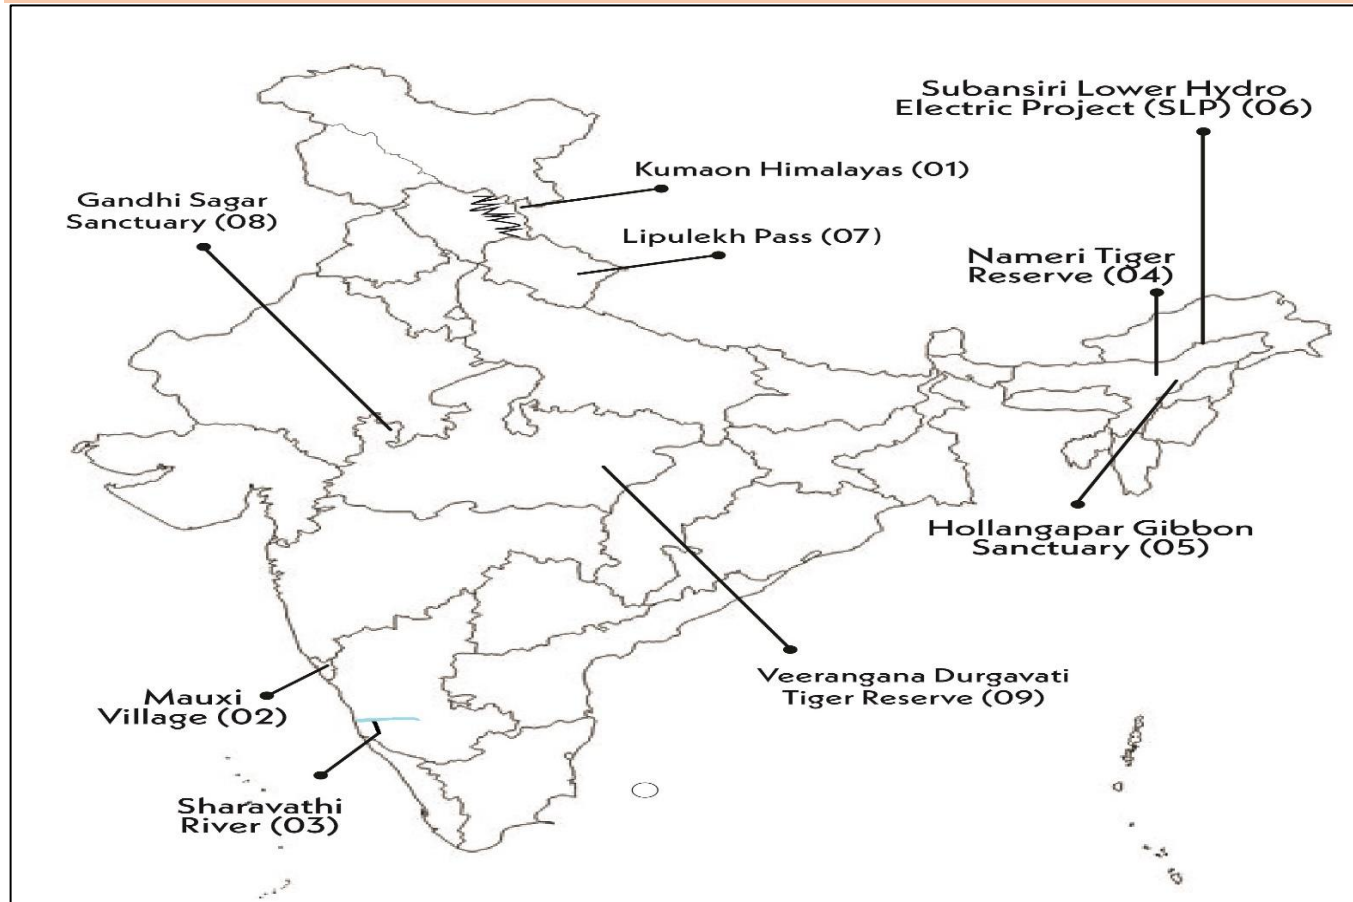 Subansiri Lower Hydro
Electric Project (SLP) (06)
Kumaon Himalayas (01)
Gandhi Sagar
Sanctuary (08)
Lipulekh Pass (07)
Nameri Tiger
Reserve (04)
Hollangapar Gibbon
Sanctuary (05)
Veerangana Durgavati
Tiger Reserve (09)
Mauxi
Village (02)
Sharavathi
River (03)